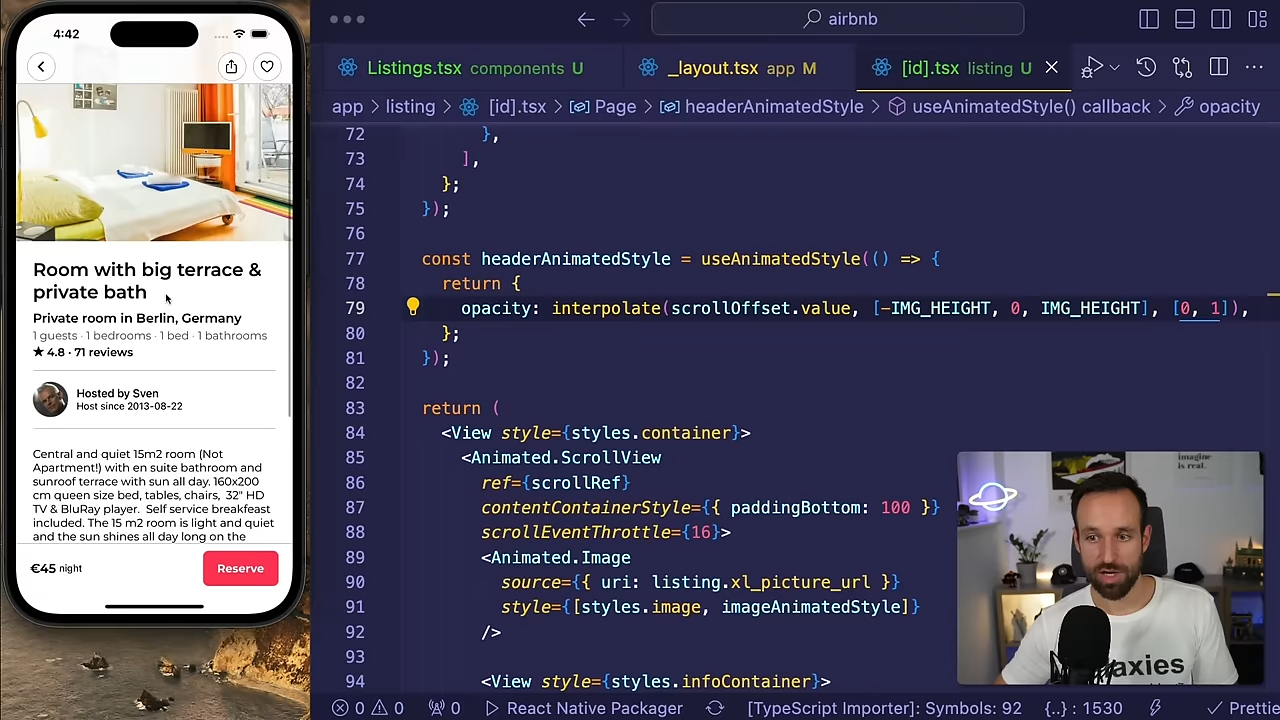 4:42
Room with big terrace &
private bath
Private room in Berlin, Germany
1 guests · 1 bedrooms · 1 bed · 1 bathrooms
★ 4.8 · 71 reviews
Hosted by Sven
Host since 2013-08-22
Central and quiet 15m2 room (Not
Apartment!) with en suite bathroom and
sunroof terrace with sun all day. 160x200
cm queen size bed, tables, chairs,  32" HD
TV & BluRay player.  Self service breakfeast
included. The 15 m2 room is light and quiet
and the sun shines all day long on the
€45 night
Reserve
airbnb
Listings.tsx components U
_layout.tsx app M
[id].tsx listing U
app > listing > [id].tsx > Page > headerAnimatedStyle > useAnimatedStyle() callback > opacity
72 },
73 ],
74 };
75 });
76
77 const headerAnimatedStyle = useAnimatedStyle(() => {
78 return {
79 opacity: interpolate(scrollOffset.value, [-IMG_HEIGHT, 0, IMG_HEIGHT], [0, 1]),
80 };
81 });
82
83 return (
84 <View style={styles.container}>
85 <Animated.ScrollView
86 ref={scrollRef}
87 contentContainerStyle={{ paddingBottom: 100 }}
88 scrollEventThrottle={16}>
89 <Animated.Image
90 source={{ uri: listing.xl_picture_url }}
91 style={[styles.image, imageAnimatedStyle]}
92 />
93
94 <View style={styles.infoContainer}>
imagine
is real.
axies
0 0 0 React Native Packager [TypeScript Importer]: Symbols: 92 {..} : 1530 Prettie